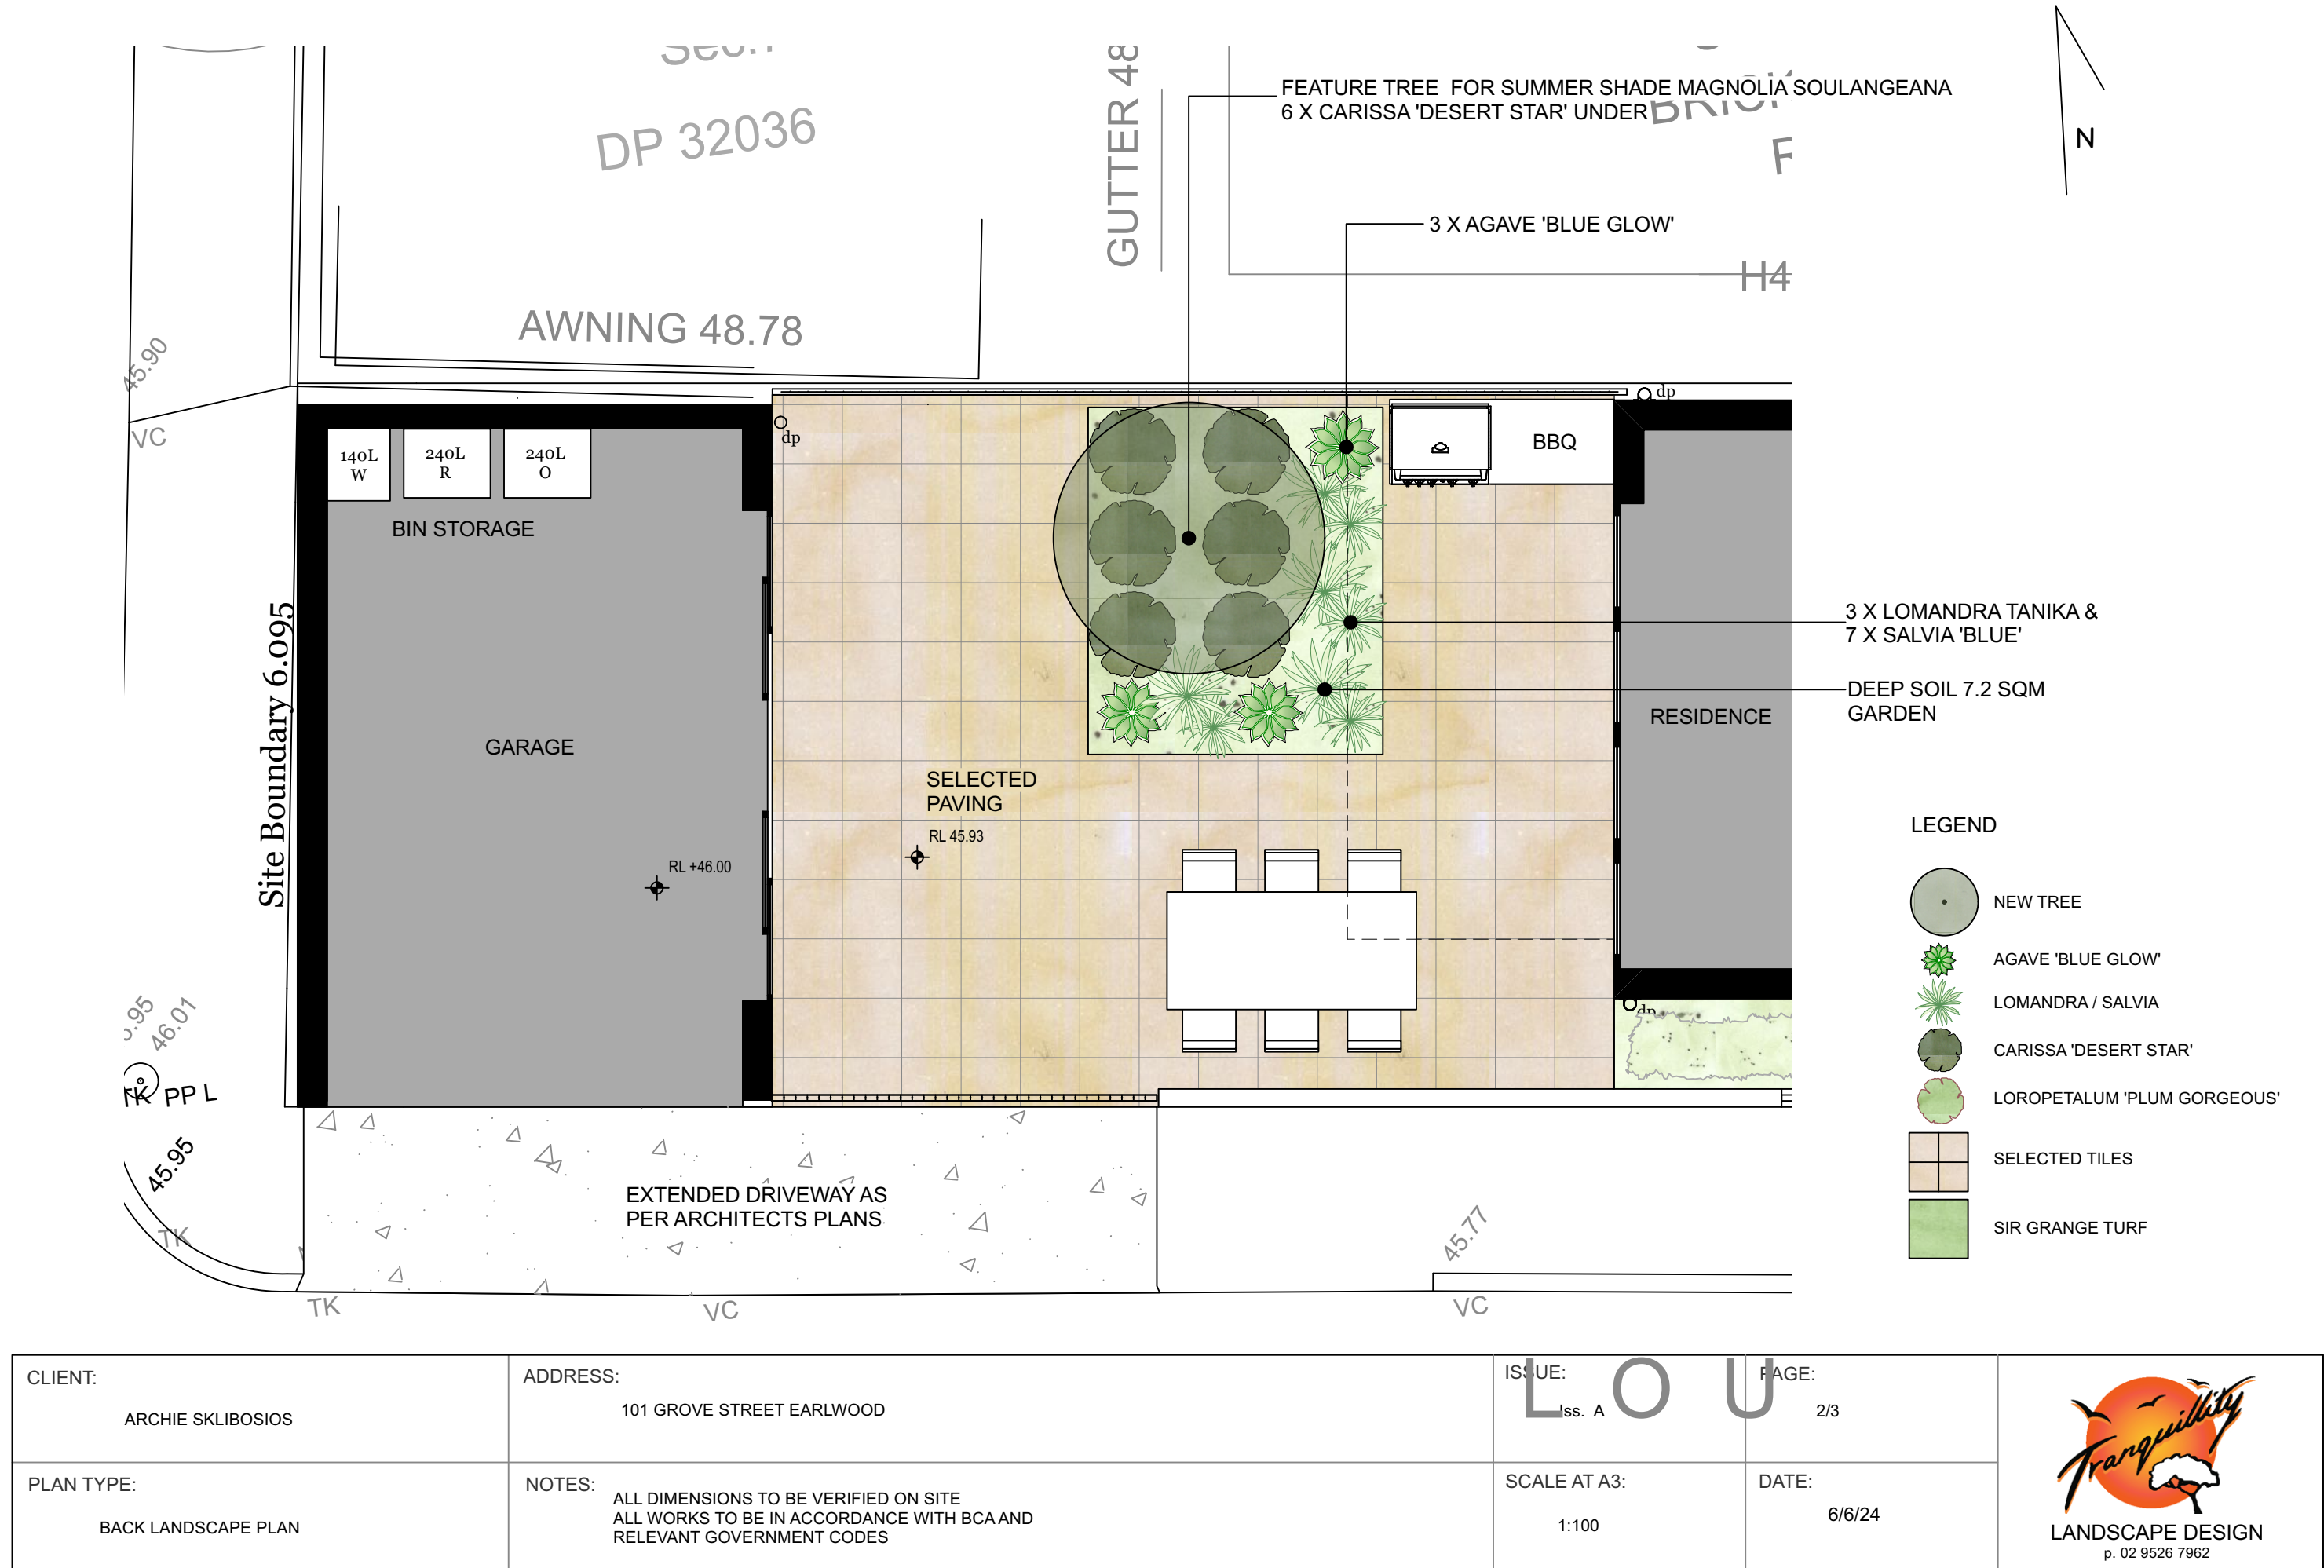 DP 32036
GUTTER 48
FEATURE TREE  FOR SUMMER SHADE MAGNOLIA SOULANGEANA
6 X CARISSA 'DESERT STAR' UNDER
N
3 X AGAVE 'BLUE GLOW'
H4
AWNING 48.78
45.90
VC
dp
dp
140L
W
240L
R
240L
O
BBQ
BIN STORAGE
Site Boundary 6.095
3 X LOMANDRA TANIKA &
7 X SALVIA 'BLUE'
DEEP SOIL 7.2 SQM
GARDEN
RESIDENCE
GARAGE
SELECTED
PAVING
RL 45.93
RL +46.00
LEGEND
NEW TREE
AGAVE 'BLUE GLOW'
LOMANDRA / SALVIA
CARISSA 'DESERT STAR'
LOROPETALUM 'PLUM GORGEOUS'
SELECTED TILES
SIR GRANGE TURF
dp
46.01
TK PP L
45.95
TK
EXTENDED DRIVEWAY AS
PER ARCHITECTS PLANS
45.77
TK
VC
VC
CLIENT:
ARCHIE SKLIBOSIOS
ADDRESS:
101 GROVE STREET EARLWOOD
ISSUE:
Iss.  A
L O U
PAGE:
2/3
PLAN TYPE:
BACK LANDSCAPE PLAN
NOTES:
ALL DIMENSIONS TO BE VERIFIED ON SITE
ALL WORKS TO BE IN ACCORDANCE WITH BCA AND
RELEVANT GOVERNMENT CODES
SCALE AT A3:
1:100
DATE:
6/6/24
Tranquillity
LANDSCAPE DESIGN
p. 02 9526 7962